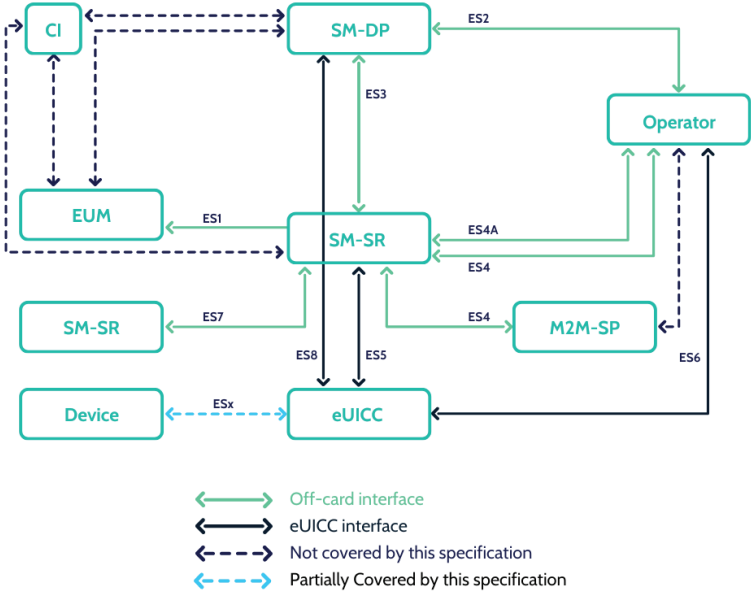 CI
SM-DP
ES2
ES3
Operator
EUM
ES1
SM-SR
ES4A
ES4
SM-SR
ES7
ES4
M2M-SP
ES8
ES5
ES6
Device
ESx
eUICC
Off-card interface
eUICC interface
Not covered by this specification
Partially Covered by this specification